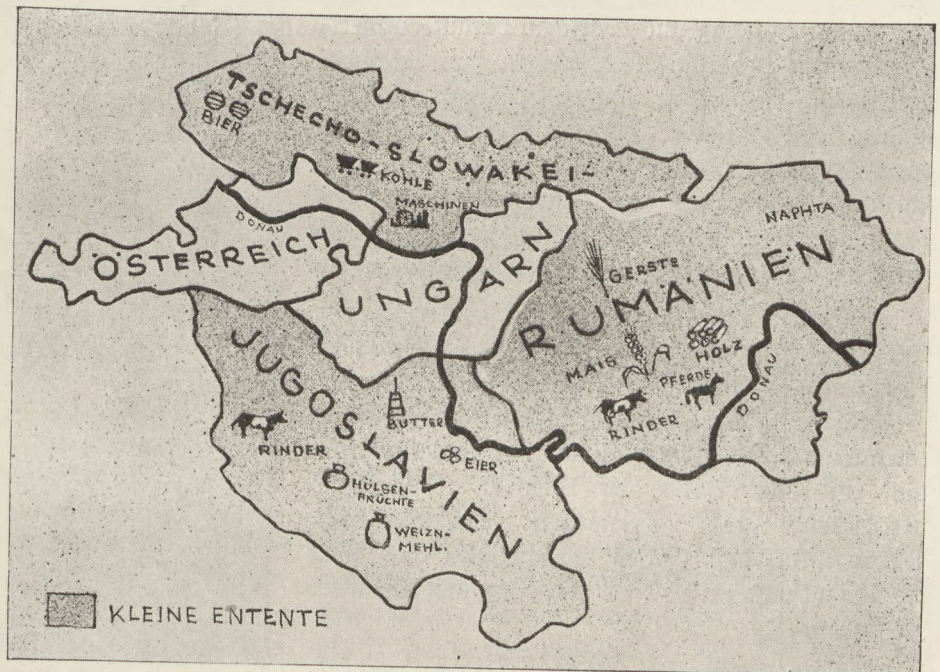 TSCHECHO-SLOWAKEI
BIER
KOHLE
MASCHINEN
DONAU
ÖSTERREICH
UNGARN
NAPHTA
GERSTE
RUMÄNIEN
MAIS
HOLZ
PFERDE
RINDER
DONAU
JUGOSLAVIEN
BUTTER
RINDER
EIER
HÜLSEN-
FRÜCHTE
WEIZN-
MEHL.
KLEINE ENTENTE